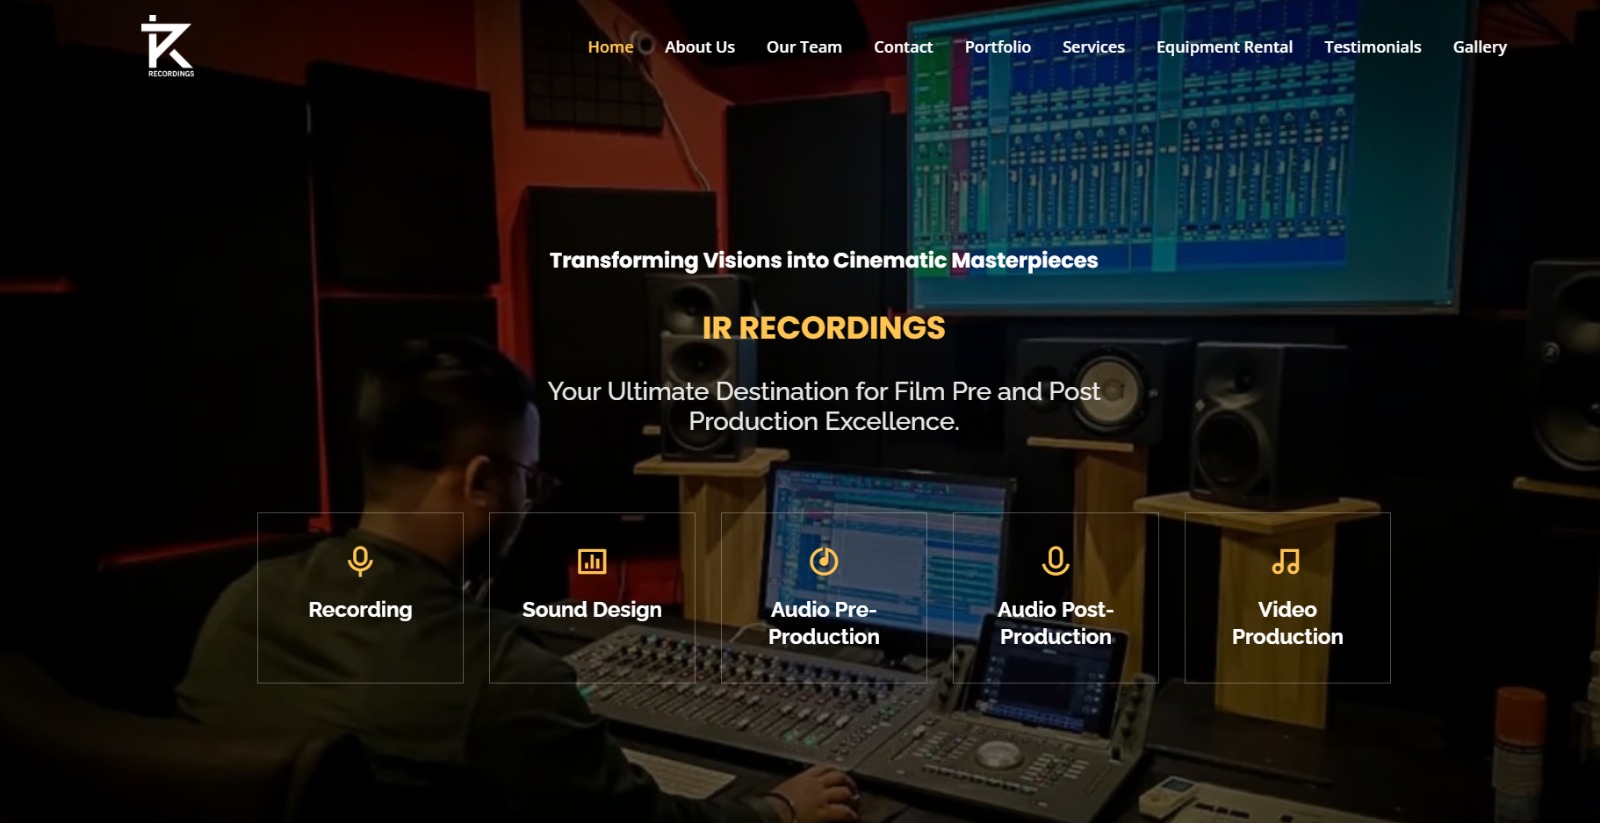 IR
RECORDINGS
Home About Us Our Team Contact Portfolio Services Equipment Rental Testimonials Gallery
Transforming Visions into Cinematic Masterpieces
IR RECORDINGS
Your Ultimate Destination for Film Pre and Post
Production Excellence.
Recording
Sound Design
Audio Pre-
Production
Audio Post-
Production
Video
Production